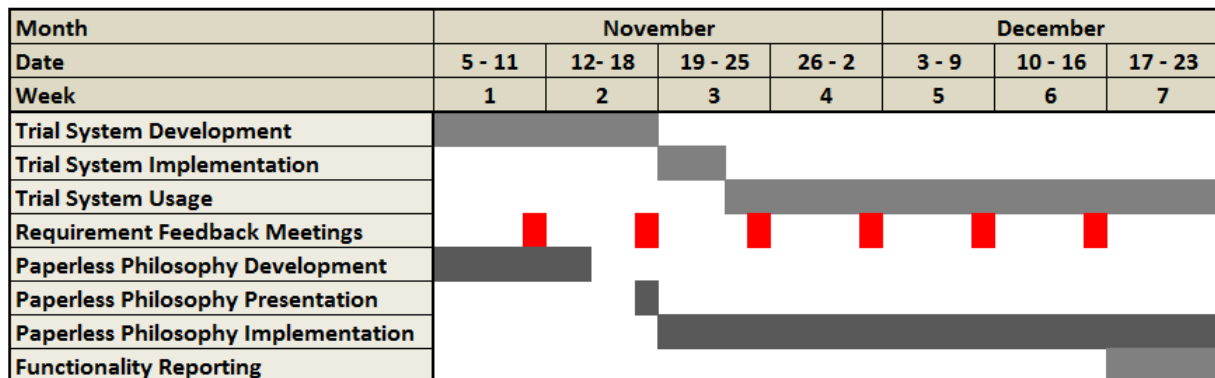 Month November December
Date 5 - 11 12- 18 19 - 25 26 - 2 3 - 9 10 - 16 17 - 23
Week 1 2 3 4 5 6 7
Trial System Development
Trial System Implementation
Trial System Usage
Requirement Feedback Meetings
Paperless Philosophy Development
Paperless Philosophy Presentation
Paperless Philosophy Implementation
Functionality Reporting